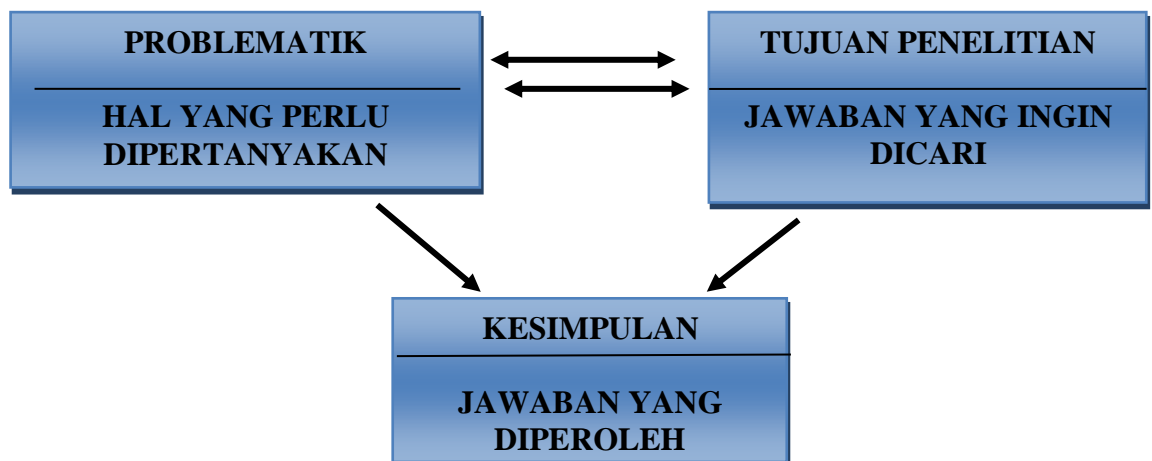 PROBLEMATIK
HAL YANG PERLU
DIPERTANYAKAN
TUJUAN PENELITIAN
JAWABAN YANG INGIN
DICARI
KESIMPULAN
JAWABAN YANG
DIPEROLEH